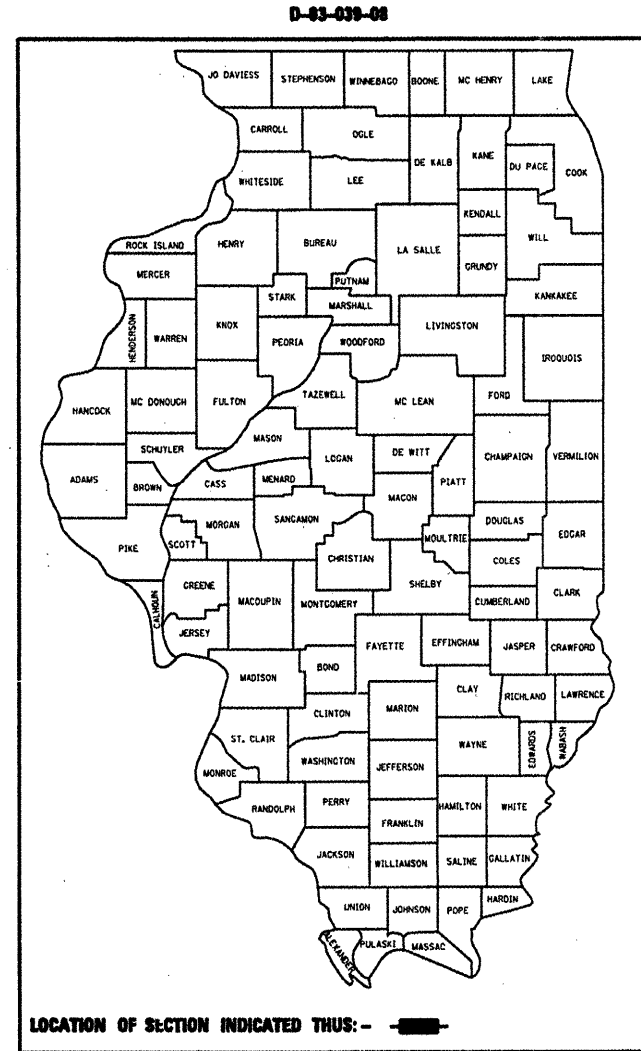 D-83-039-08
JO DAVIESS STEPHENSON WINNEBAGO BOONE MC HENRY LAKE
CARROLL OGLE DE KALB KANE DU PAGE COOK
WHITESIDE LEE
KENDALL WILL
ROCK ISLAND HENRY BUREAU LA SALLE GRUNDY
MERCER PUTNAM KANKAKEE
STARK MARSHALL
HENDERSON WARREN KNOX PEORIA WOODFORD LIVINGSTON IROQUOIS
HANCOCK MC DONOUGH FULTON TAZEWELL MC LEAN FORD
SCHUYLER MASON LOGAN DE WITT CHAMPAIGN VERMILION
ADAMS BROWN CASS MENARD PIATT
MACON
PIKE SCOTT MORGAN SANGAMON MOULTRIE DOUGLAS EDGAR
CHRISTIAN COLES
CALHOUN GREENE MACOUPIN MONTGOMERY SHELBY CUMBERLAND CLARK
JERSEY FAYETTE EFFINGHAM JASPER CRAWFORD
MADISON BOND
CLAY RICHLAND LAWRENCE
CLINTON MARION
ST. CLAIR WAYNE EDWARDS WABASH
MONROE WASHINGTON JEFFERSON
RANDOLPH PERRY HAMILTON WHITE
FRANKLIN
JACKSON WILLIAMSON SALINE GALLATIN
UNION JOHNSON POPE HARDIN
ALEXANDER PULASKI MASSAC
LOCATION OF SECTION INDICATED THUS: -